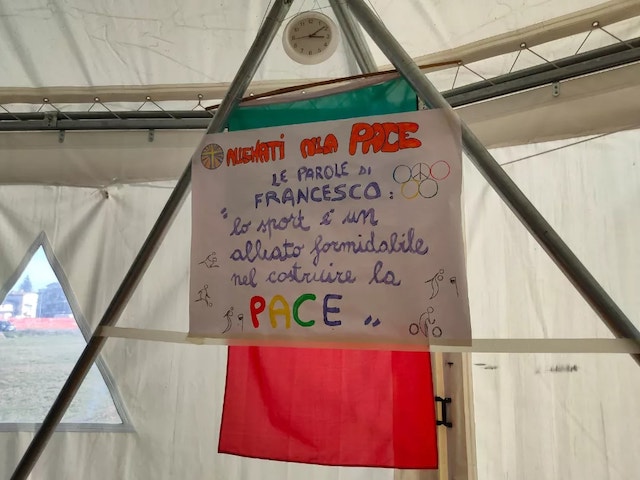 ALLENATI ALLA PACE
LE PAROLE DI
FRANCESCO:
"lo sport é" un
alleato formidabile
nel costruire la
PACE..